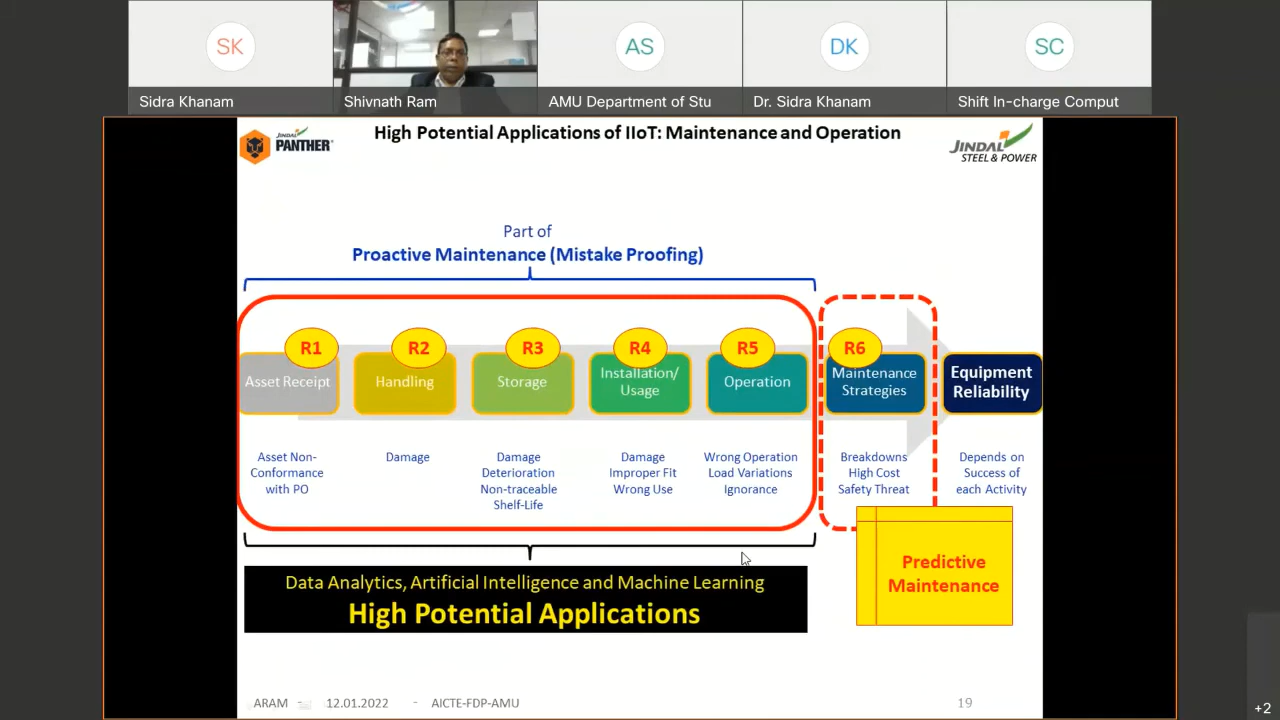 SK
AS
DK
SC
Sidra Khanam
Shivnath Ram
AMU Department of Stu
Dr. Sidra Khanam
Shift In-charge Comput
JINDAL
PANTHER
High Potential Applications of IIoT: Maintenance and Operation
JINDAL
STEEL & POWER
Part of
Proactive Maintenance (Mistake Proofing)
R1
R2
R3
R4
R5
R6
Asset Receipt
Handling
Storage
Installation/
Usage
Operation
Maintenance
Strategies
Equipment
Reliability
Asset Non-
Conformance
with PO
Damage
Damage
Deterioration
Non-traceable
Shelf-Life
Damage
Improper Fit
Wrong Use
Wrong Operation
Load Variations
Ignorance
Breakdowns
High Cost
Safety Threat
Depends on
Success of
each Activity
Data Analytics, Artificial Intelligence and Machine Learning
High Potential Applications
Predictive
Maintenance
ARAM - 12.01.2022 - AICTE-FDP-AMU
19
+2